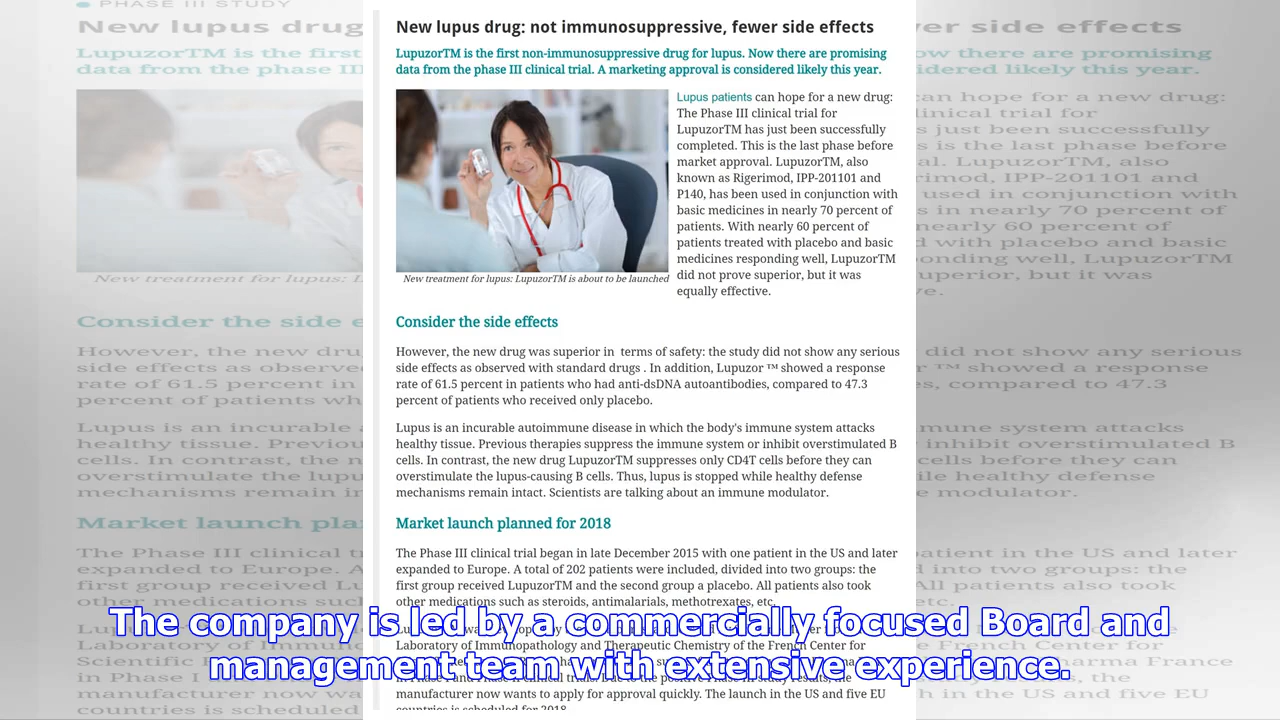 PHASE III STUDY
New lupus drug: not immunosuppressive, fewer side effects
LupuzorTM is the first non-immunosuppressive drug for lupus. Now there are promising
data from the phase III clinical trial. A marketing approval is considered likely this year.
Lupus patients can hope for a new drug:
The Phase III clinical trial for
LupuzorTM has just been successfully
completed. This is the last phase before
market approval. LupuzorTM, also
known as Rigerimod, IPP-201101 and
P140, has been used in conjunction with
basic medicines in nearly 70 percent of
patients. With nearly 60 percent of
patients treated with placebo and basic
medicines responding well, LupuzorTM
did not prove superior, but it was
equally effective.
New treatment for lupus: LupuzorTM is about to be launched
Consider the side effects
However, the new drug was superior in  terms of safety: the study did not show any serious
side effects as observed with standard drugs . In addition, Lupuzor ™ showed a response
rate of 61.5 percent in patients who had anti-dsDNA autoantibodies, compared to 47.3
percent of patients who received only placebo.
Lupus is an incurable autoimmune disease in which the body's immune system attacks
healthy tissue. Previous therapies suppress the immune system or inhibit overstimulated B
cells. In contrast, the new drug LupuzorTM suppresses only CD4T cells before they can
overstimulate the lupus-causing B cells. Thus, lupus is stopped while healthy defense
mechanisms remain intact. Scientists are talking about an immune modulator.
Market launch planned for 2018
The Phase III clinical trial began in late December 2015 with one patient in the US and later
expanded to Europe. A total of 202 patients were included, divided into two groups: the
first group received LupuzorTM and the second group a placebo. All patients also took
other medications such as steroids, antimalarials, methotrexates, etc.
Laboratory of Immunopathology and Therapeutic Chemistry of the French Center for
manufacturer now wants to apply for approval quickly. The launch in the US and five EU
countries is scheduled for 2018
The company is led by a commercially focused Board and
management team with extensive experience.